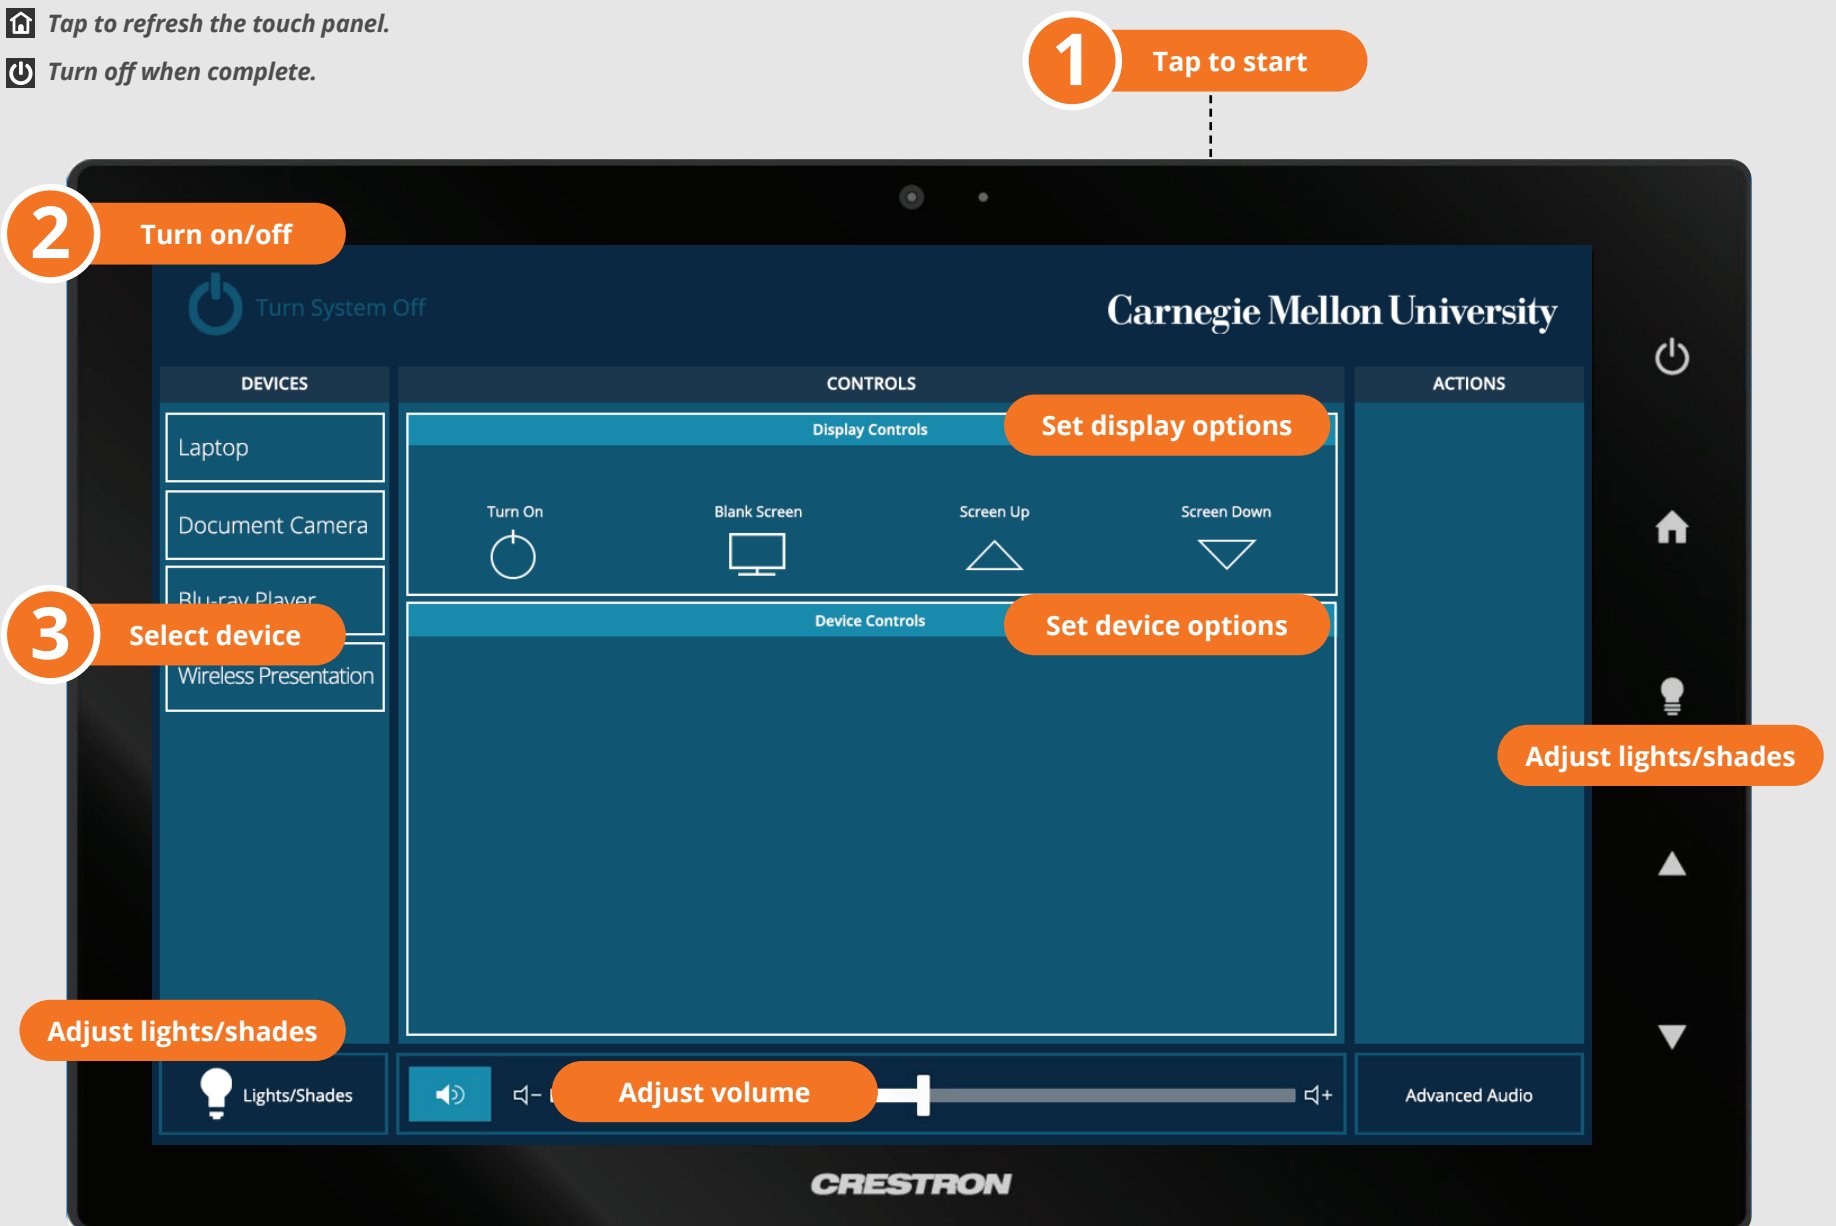 Tap to refresh the touch panel.
Turn off when complete.
1 Tap to start
2 Turn on/off
Turn System Off
Carnegie Mellon University
DEVICES
CONTROLS
ACTIONS
Laptop
Document Camera
Blu-ray Player
3 Select device
Wireless Presentation
Display Controls
Set display options
Turn On
Blank Screen
Screen Up
Screen Down
Device Controls
Set device options
Adjust lights/shades
Adjust lights/shades
Lights/Shades
Adjust volume
Advanced Audio
CRESTRON